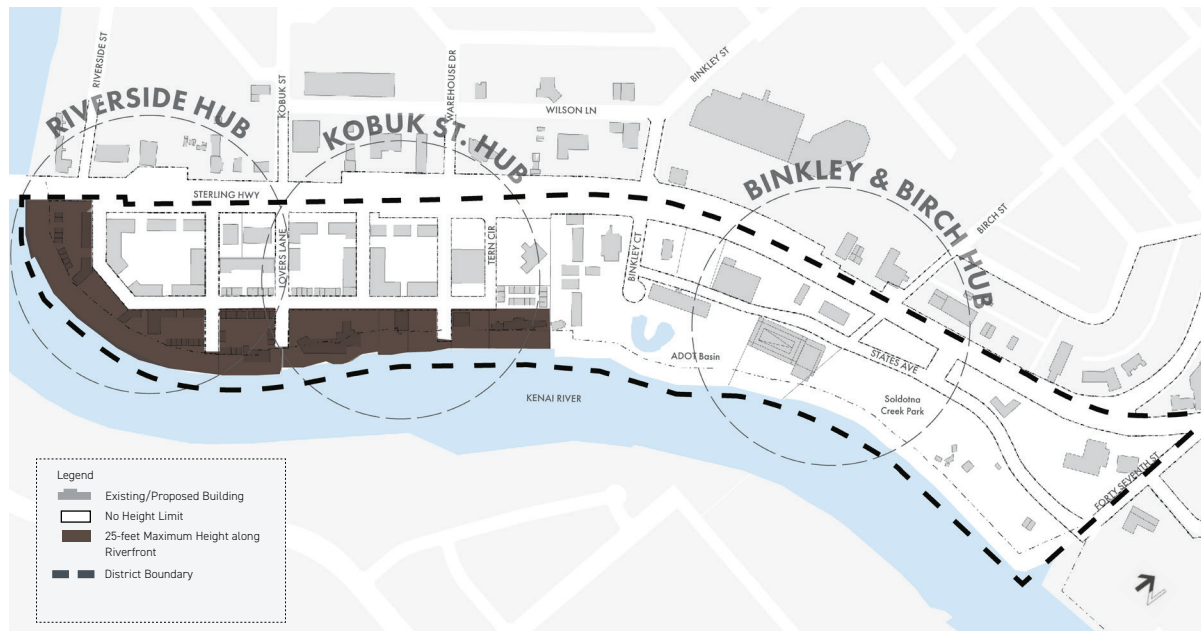 RIVERSIDE ST
KOBUK ST
WAREHOUSE DR
BINKLEY ST
WILSON LN
RIVERSIDE HUB
KOBUK ST. HUB
BINKLEY & BIRCH HUB
BIRCH ST
STERLING HWY
LOVERS LANE
TERN CIR
BINKLEY CT
ADOT Basin
STATES AVE
Soldotna
Creek Park
KENAI RIVER
FORTY SEVENTH ST
Legend
Existing/Proposed Building
No Height Limit
25-feet Maximum Height along
Riverfront
District Boundary
N